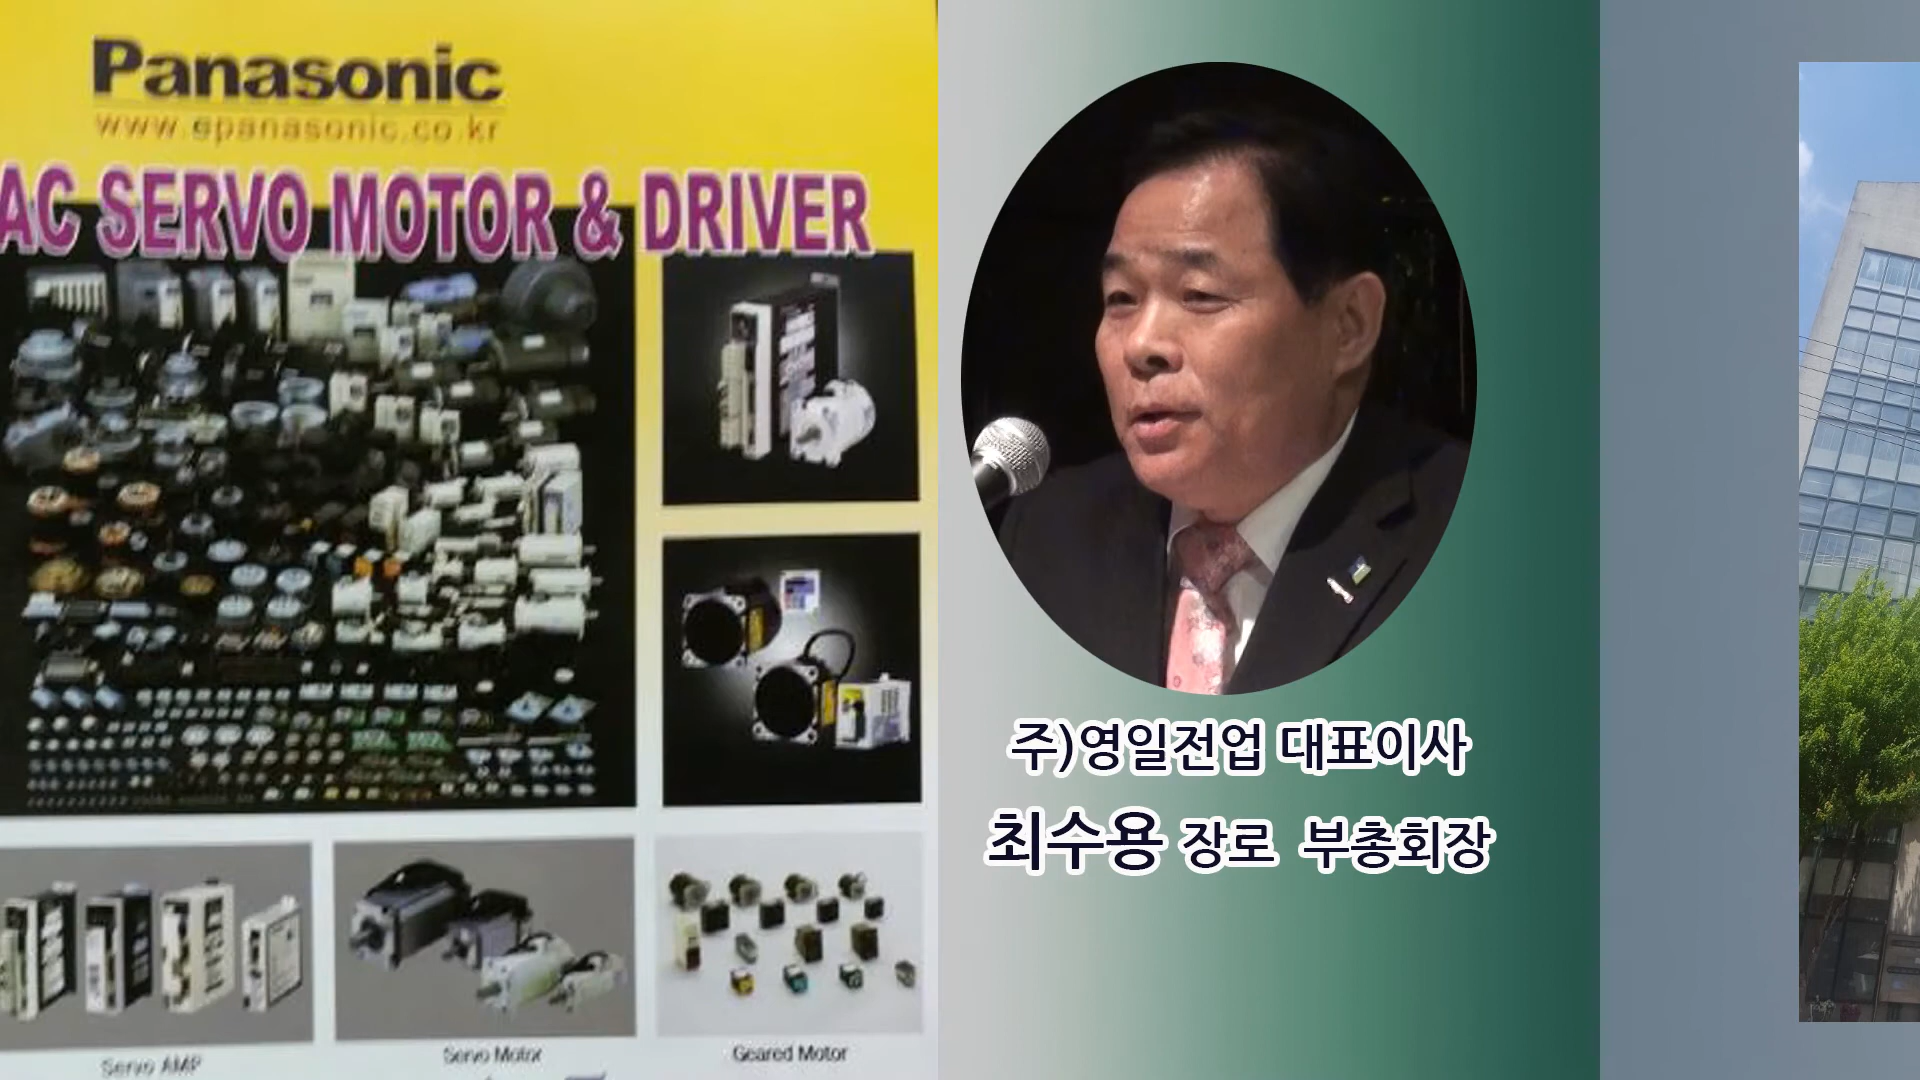 Panasonic
www.epanasonic.co.kr
AC SERVO MOTOR & DRIVER
Servo AMP
Servo Motor
Geared Motor
주)영일전업 대표이사
최수용 장로 부총회장